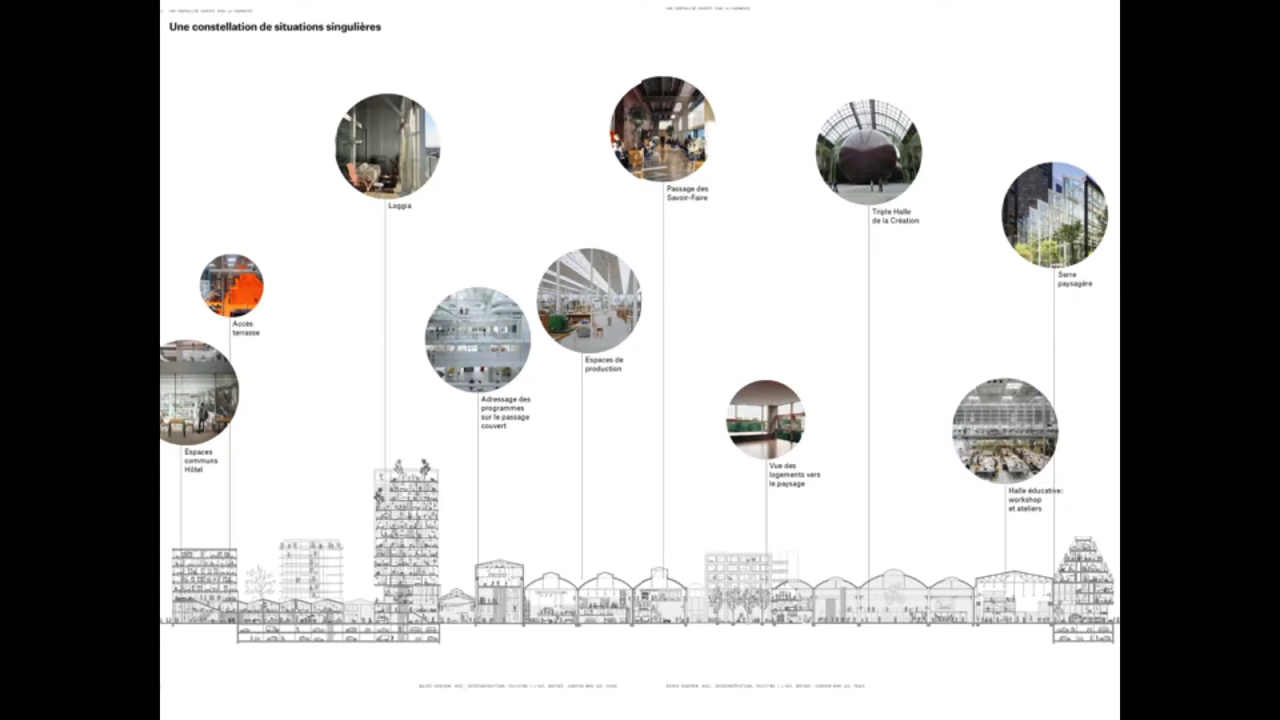 Une constellation de situations singulières
Loggia
Passage des
Savoir-Faire
Triple Halle
de la Création
Serre
paysagère
Accès
terrasse
Espaces de
production
Adressage des
programmes
sur le passage
couvert
Espaces
communs
Hôtel
Vue des
logements vers
le paysage
Halle éducative:
workshop
et ateliers